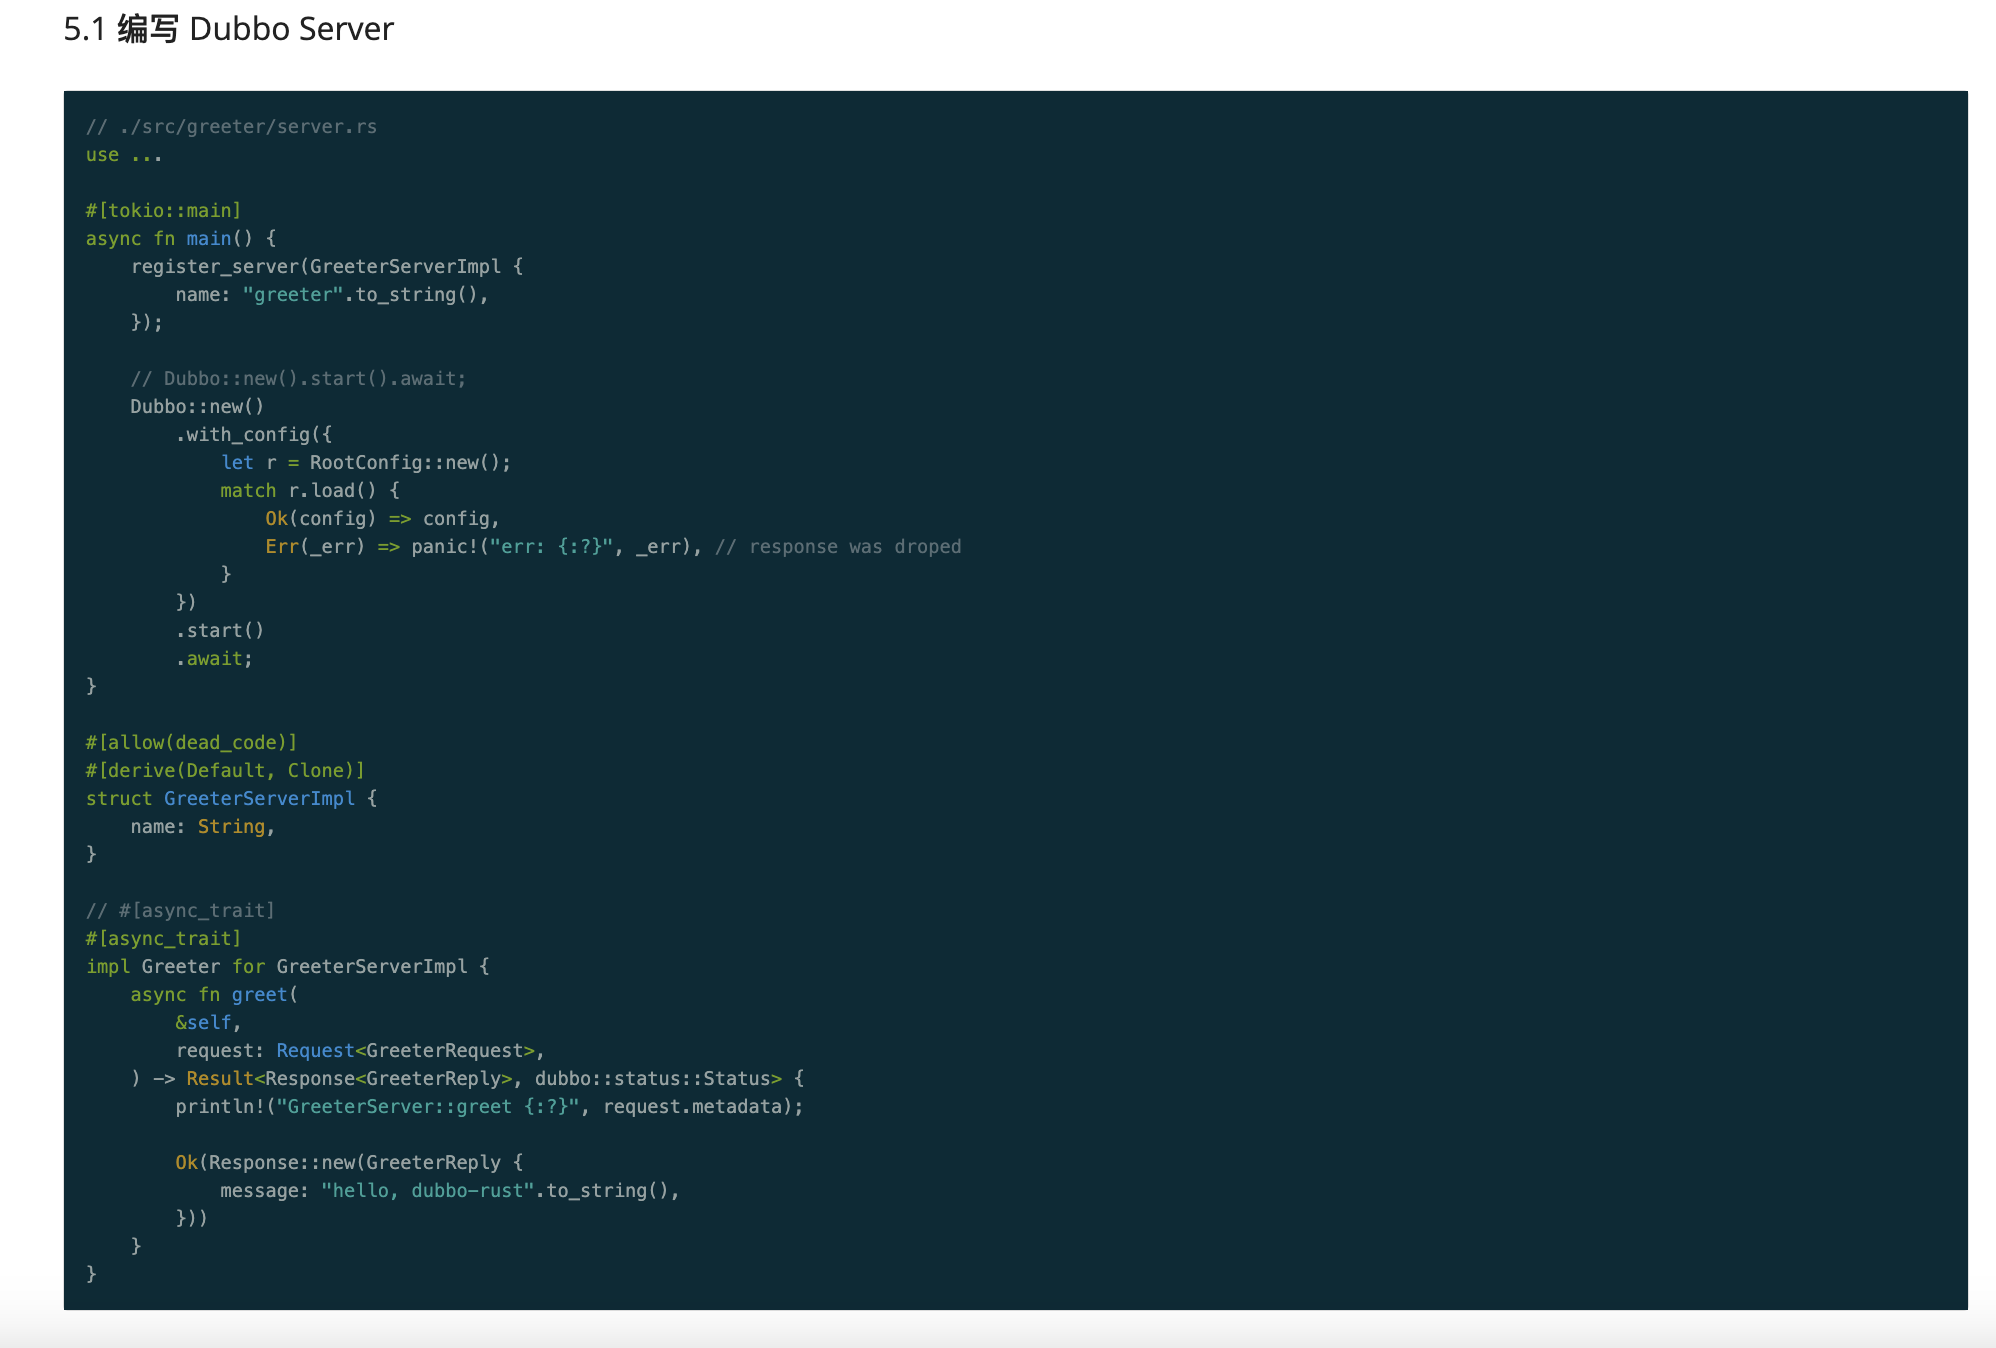 5.1 编写 Dubbo Server
// ./src/greeter/server.rs
use ...
#[tokio::main]
async fn main() {
    register_server(GreeterServerImpl {
        name: "greeter".to_string(),
    });
    // Dubbo::new().start().await;
    Dubbo::new()
        .with_config({
            let r = RootConfig::new();
            match r.load() {
                Ok(config) => config,
                Err(_err) => panic!("err: {:?}", _err), // response was droped
            }
        })
        .start()
        .await;
}
#[allow(dead_code)]
#[derive(Default, Clone)]
struct GreeterServerImpl {
    name: String,
}
// #[async_trait]
#[async_trait]
impl Greeter for GreeterServerImpl {
    async fn greet(
        &self,
        request: Request<GreeterRequest>,
    ) -> Result<Response<GreeterReply>, dubbo::status::Status> {
        println!("GreeterServer::greet {:?}", request.metadata);
        Ok(Response::new(GreeterReply {
            message: "hello, dubbo-rust".to_string(),
        }))
    }
}